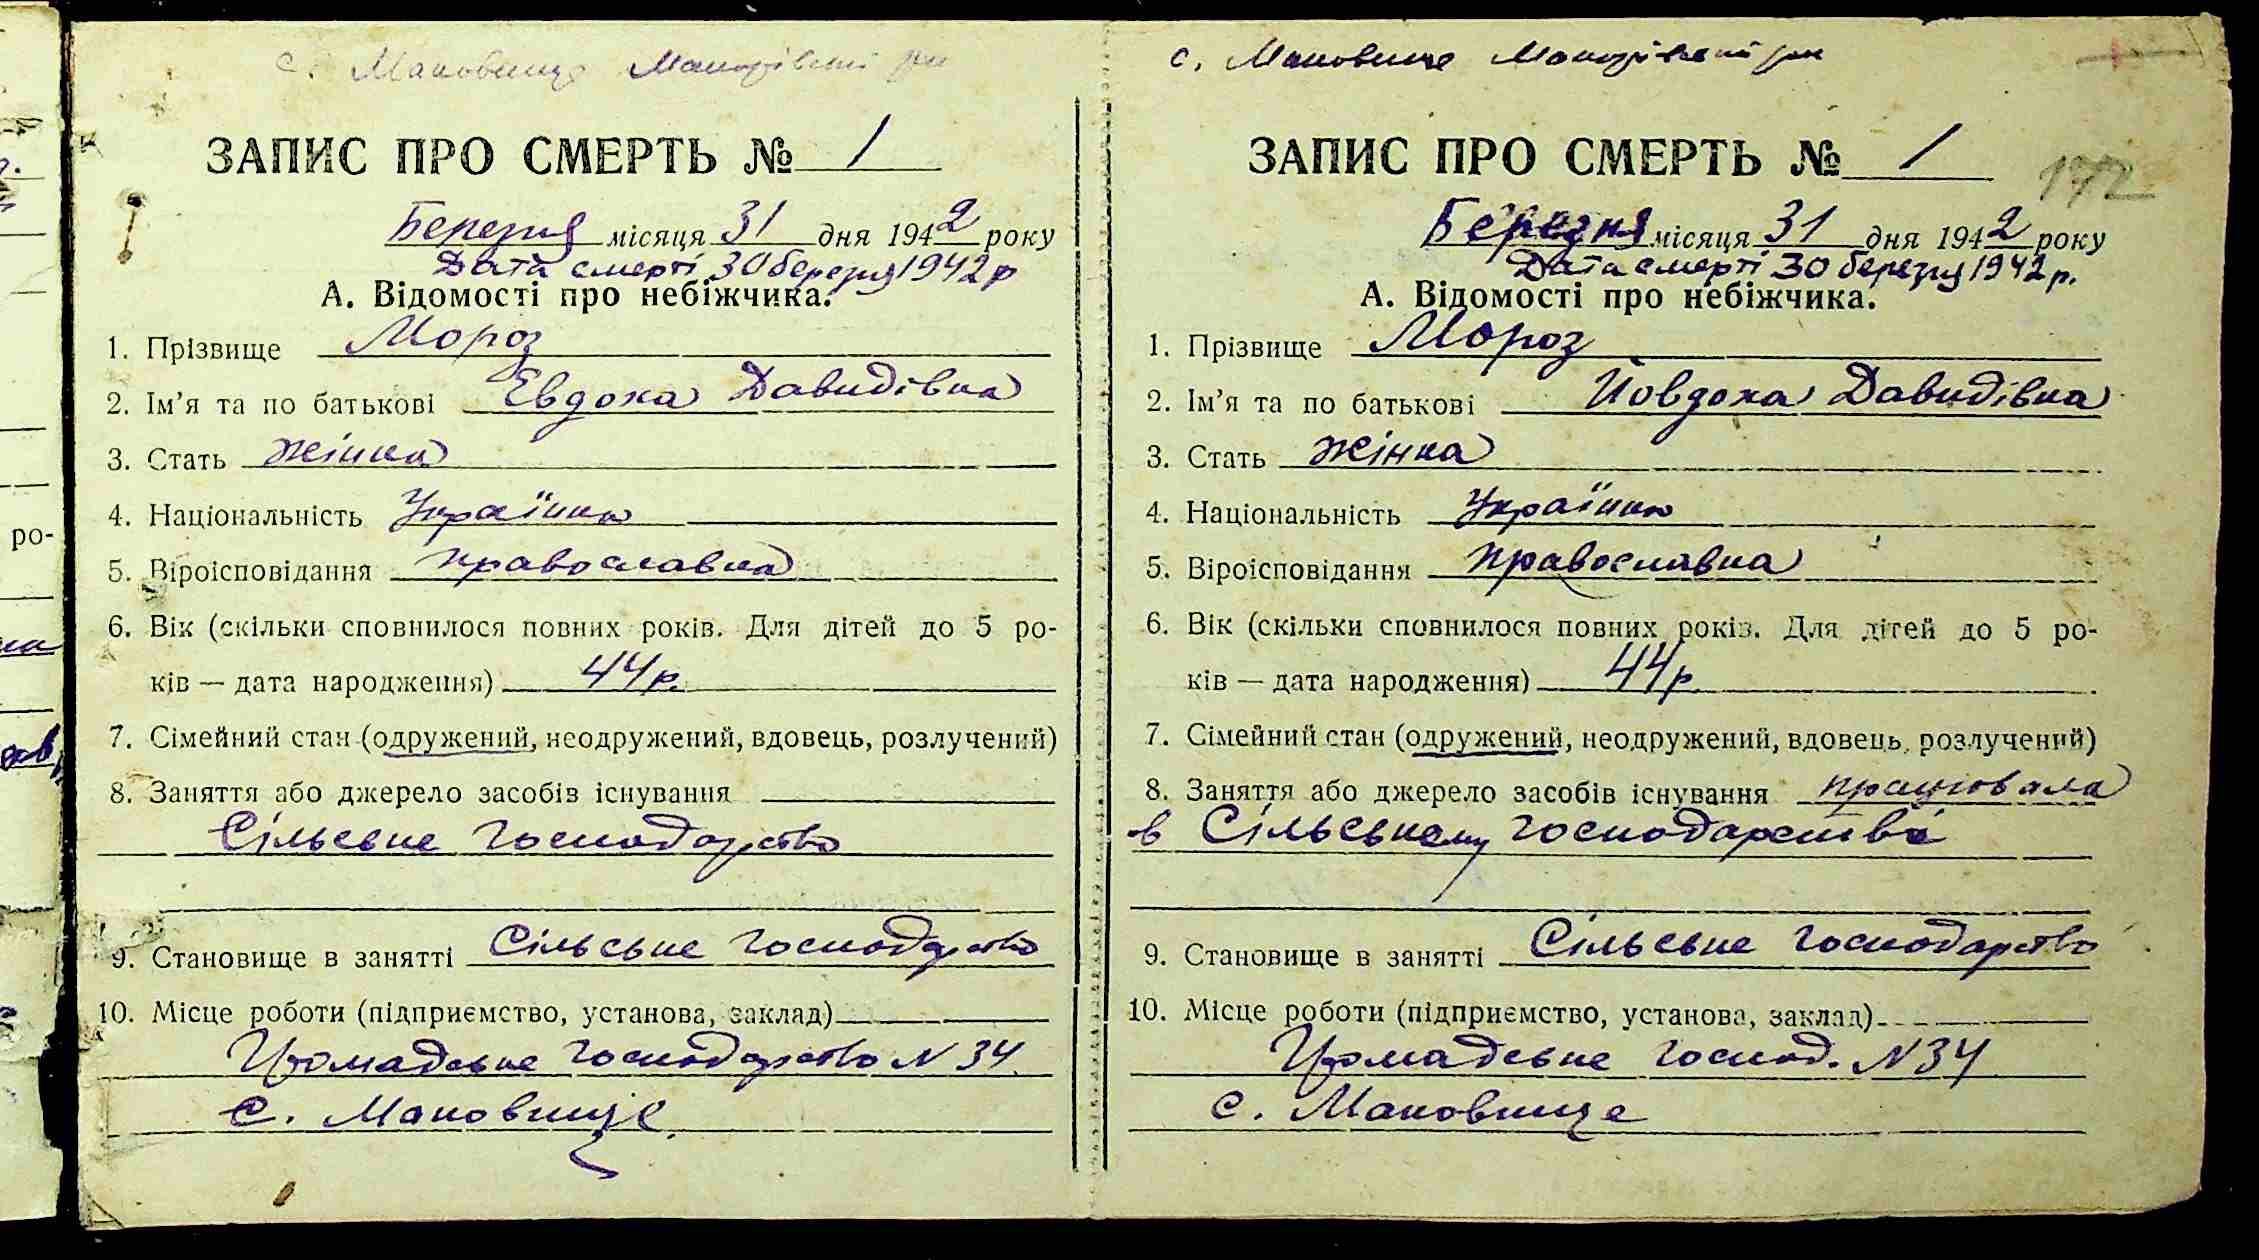 с. Маковище Макарівський р-н
ЗАПИС ПРО СМЕРТЬ № 1
Березня місяця 31 дня 1942 року
Дата смерті 30 березня 1942 р
А. Відомості про небіжчика.
1. Прізвище Мороз
2. Ім'я та по батькові Евдоха Давидівна
3. Стать жінка
4. Національність Українка
5. Віроісповідання православна
6. Вік (скільки сповнилося повних років. Для дітей до 5 ро-
ків — дата народження) 44 р.
7. Сімейний стан (одружений, неодружений, вдовець, розлучений)
8. Заняття або джерело засобів існування
Сільське господарство
9. Становище в занятті Сільське господарство
10. Місце роботи (підприємство, установа, заклад)
Громадське господарство N 34.
с. Маковище.
с. Маковище Макарівський р-н
ЗАПИС ПРО СМЕРТЬ № 1
172
Березня місяця 31 дня 1942 року
Дата смерті 30 березня 1942 р.
А. Відомості про небіжчика.
1. Прізвище Мороз
2. Ім'я та по батькові Йовдоха Давидівна
3. Стать жінка
4. Національність Українка
5. Віроісповідання православна
6. Вік (скільки сповнилося повних років. Для дітей до 5 ро-
ків — дата народження) 44 р.
7. Сімейний стан (одружений, неодружений, вдовець, розлучений)
8. Заняття або джерело засобів існування працювала
в Сільському господарстві
9. Становище в занятті Сільське господарство
10. Місце роботи (підприємство, установа, заклад)
Громадське господ. N 34
с. Маковище
ро-